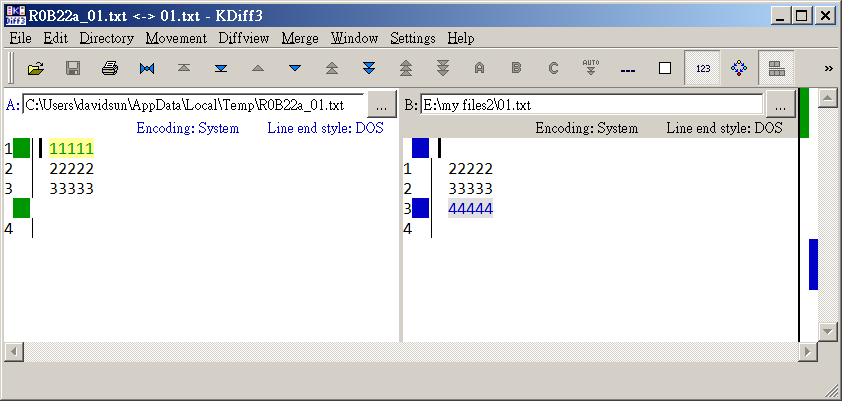 R0B22a_01.txt <-> 01.txt - KDiff3
File Edit Directory Movement Diffview Merge Window Settings Help
A B C AUTO 123 »
A: C:\Users\davidsun\AppData\Local\Temp\R0B22a_01.txt ...
Encoding: System Line end style: DOS
1 11111
2 22222
3 33333
4
B: E:\my files2\01.txt ...
Encoding: System Line end style: DOS
1 22222
2 33333
3 44444
4